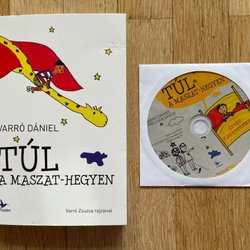 VARRÓ DÁNIEL
TÚL
A MASZAT-HEGYEN
Varró Zsuzsa rajzaival
TÚL
A MASZAT-HEGYEN